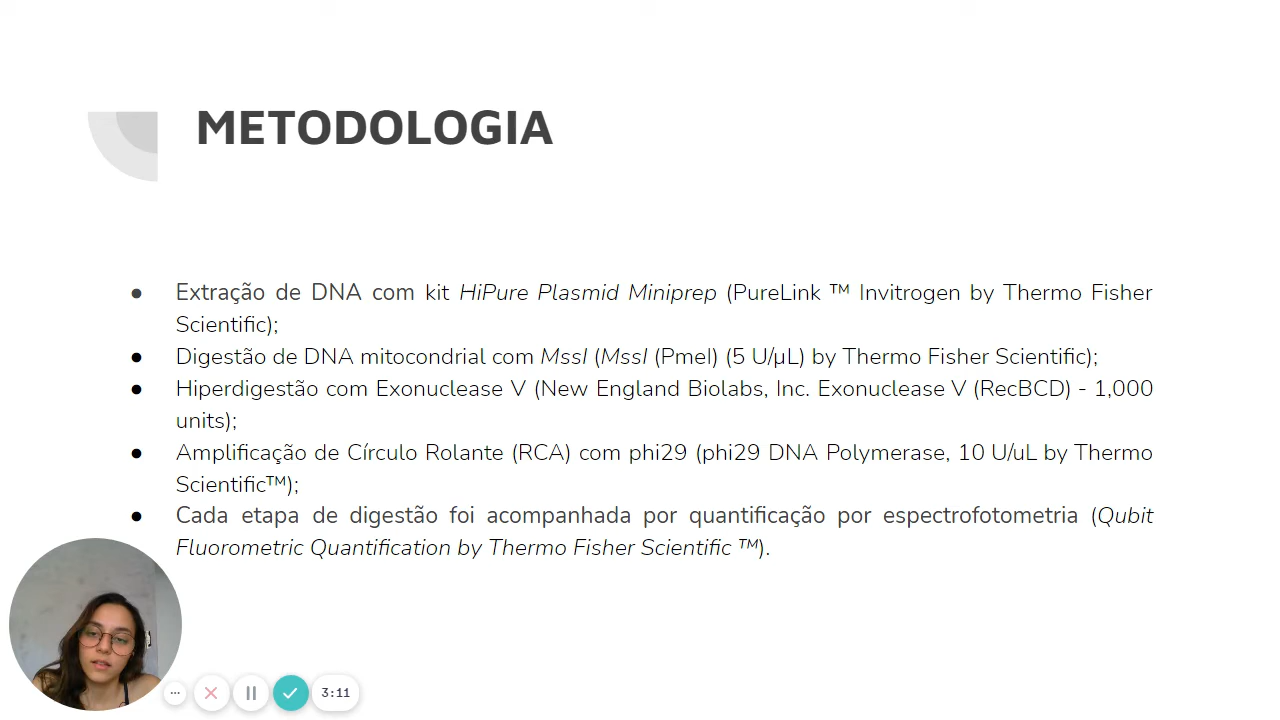 METODOLOGIA
● Extração de DNA com kit HiPure Plasmid Miniprep (PureLink ™ Invitrogen by Thermo Fisher
Scientific);
● Digestão de DNA mitocondrial com MssI (MssI (PmeI) (5 U/µL) by Thermo Fisher Scientific);
● Hiperdigestão com Exonuclease V (New England Biolabs, Inc. Exonuclease V (RecBCD) - 1,000
units);
● Amplificação de Círculo Rolante (RCA) com phi29 (phi29 DNA Polymerase, 10 U/uL by Thermo
Scientific™);
● Cada etapa de digestão foi acompanhada por quantificação por espectrofotometria (Qubit
Fluorometric Quantification by Thermo Fisher Scientific ™).
3:11